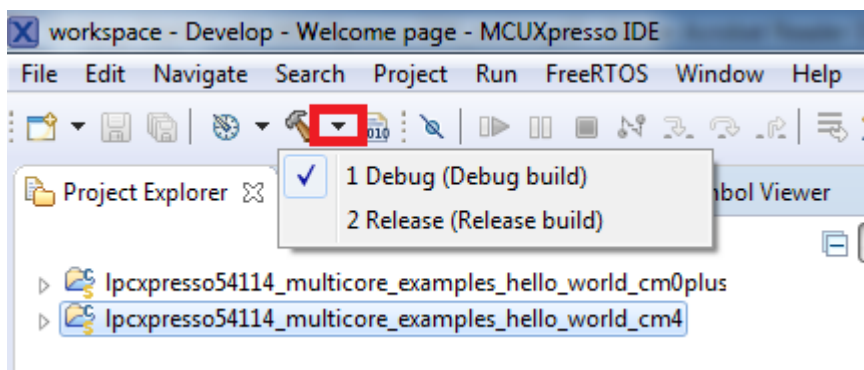 workspace - Develop - Welcome page - MCUXpresso IDE
File Edit Navigate Search Project Run FreeRTOS Window Help
010
1 Debug (Debug build)
Project Explorer
Viewer
2 Release (Release build)
lpcxpresso54114_multicore_examples_hello_world_cm0plus
lpcxpresso54114_multicore_examples_hello_world_cm4